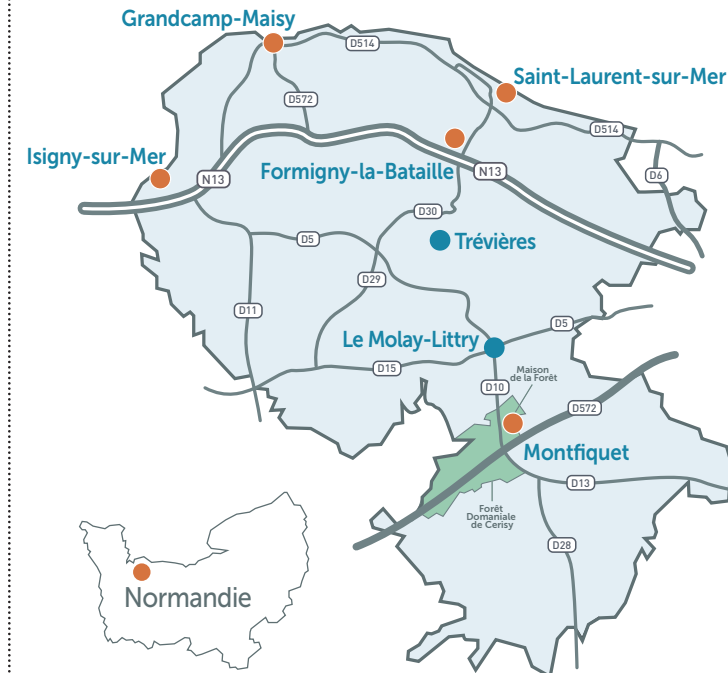 Grandcamp-Maisy
D514
Saint-Laurent-sur-Mer
D572
D514
Isigny-sur-Mer
N13
Formigny-la-Bataille
N13
D6
D30
D5
Trévières
D29
D11
D5
Le Molay-Littry
D15
Maison
de la Forêt
D10
D572
Montfiquet
D13
Forêt
Domaniale
de Cerisy
D28
Normandie